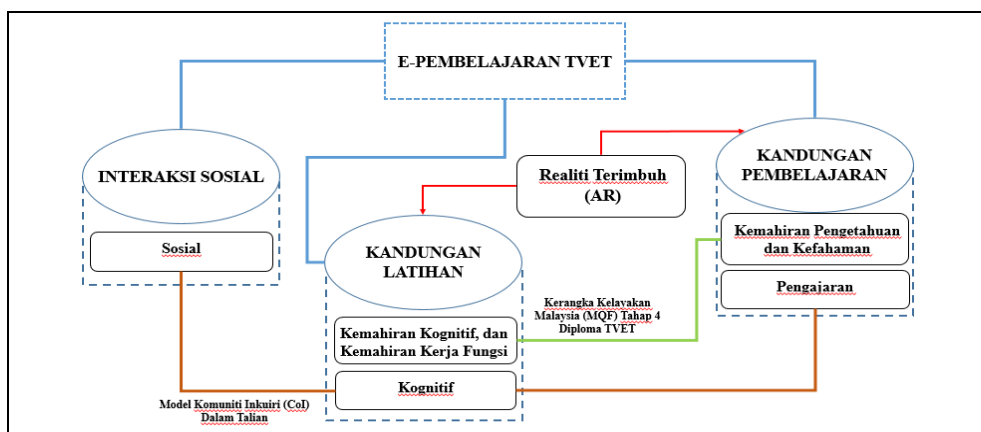 E-PEMBELAJARAN TVET
INTERAKSI SOSIAL
Sosial
Realiti Terimbuh
(AR)
KANDUNGAN
PEMBELAJARAN
Kemahiran Pengetahuan
dan Kefahaman
Pengajaran
KANDUNGAN
LATIHAN
Kemahiran Kognitif, dan
Kemahiran Kerja Fungsi
Kognitif
Kerangka Kelayakan
Malaysia (MQF) Tahap 4
Diploma TVET
Model Komuniti Inkuiri (CoI)
Dalam Talian